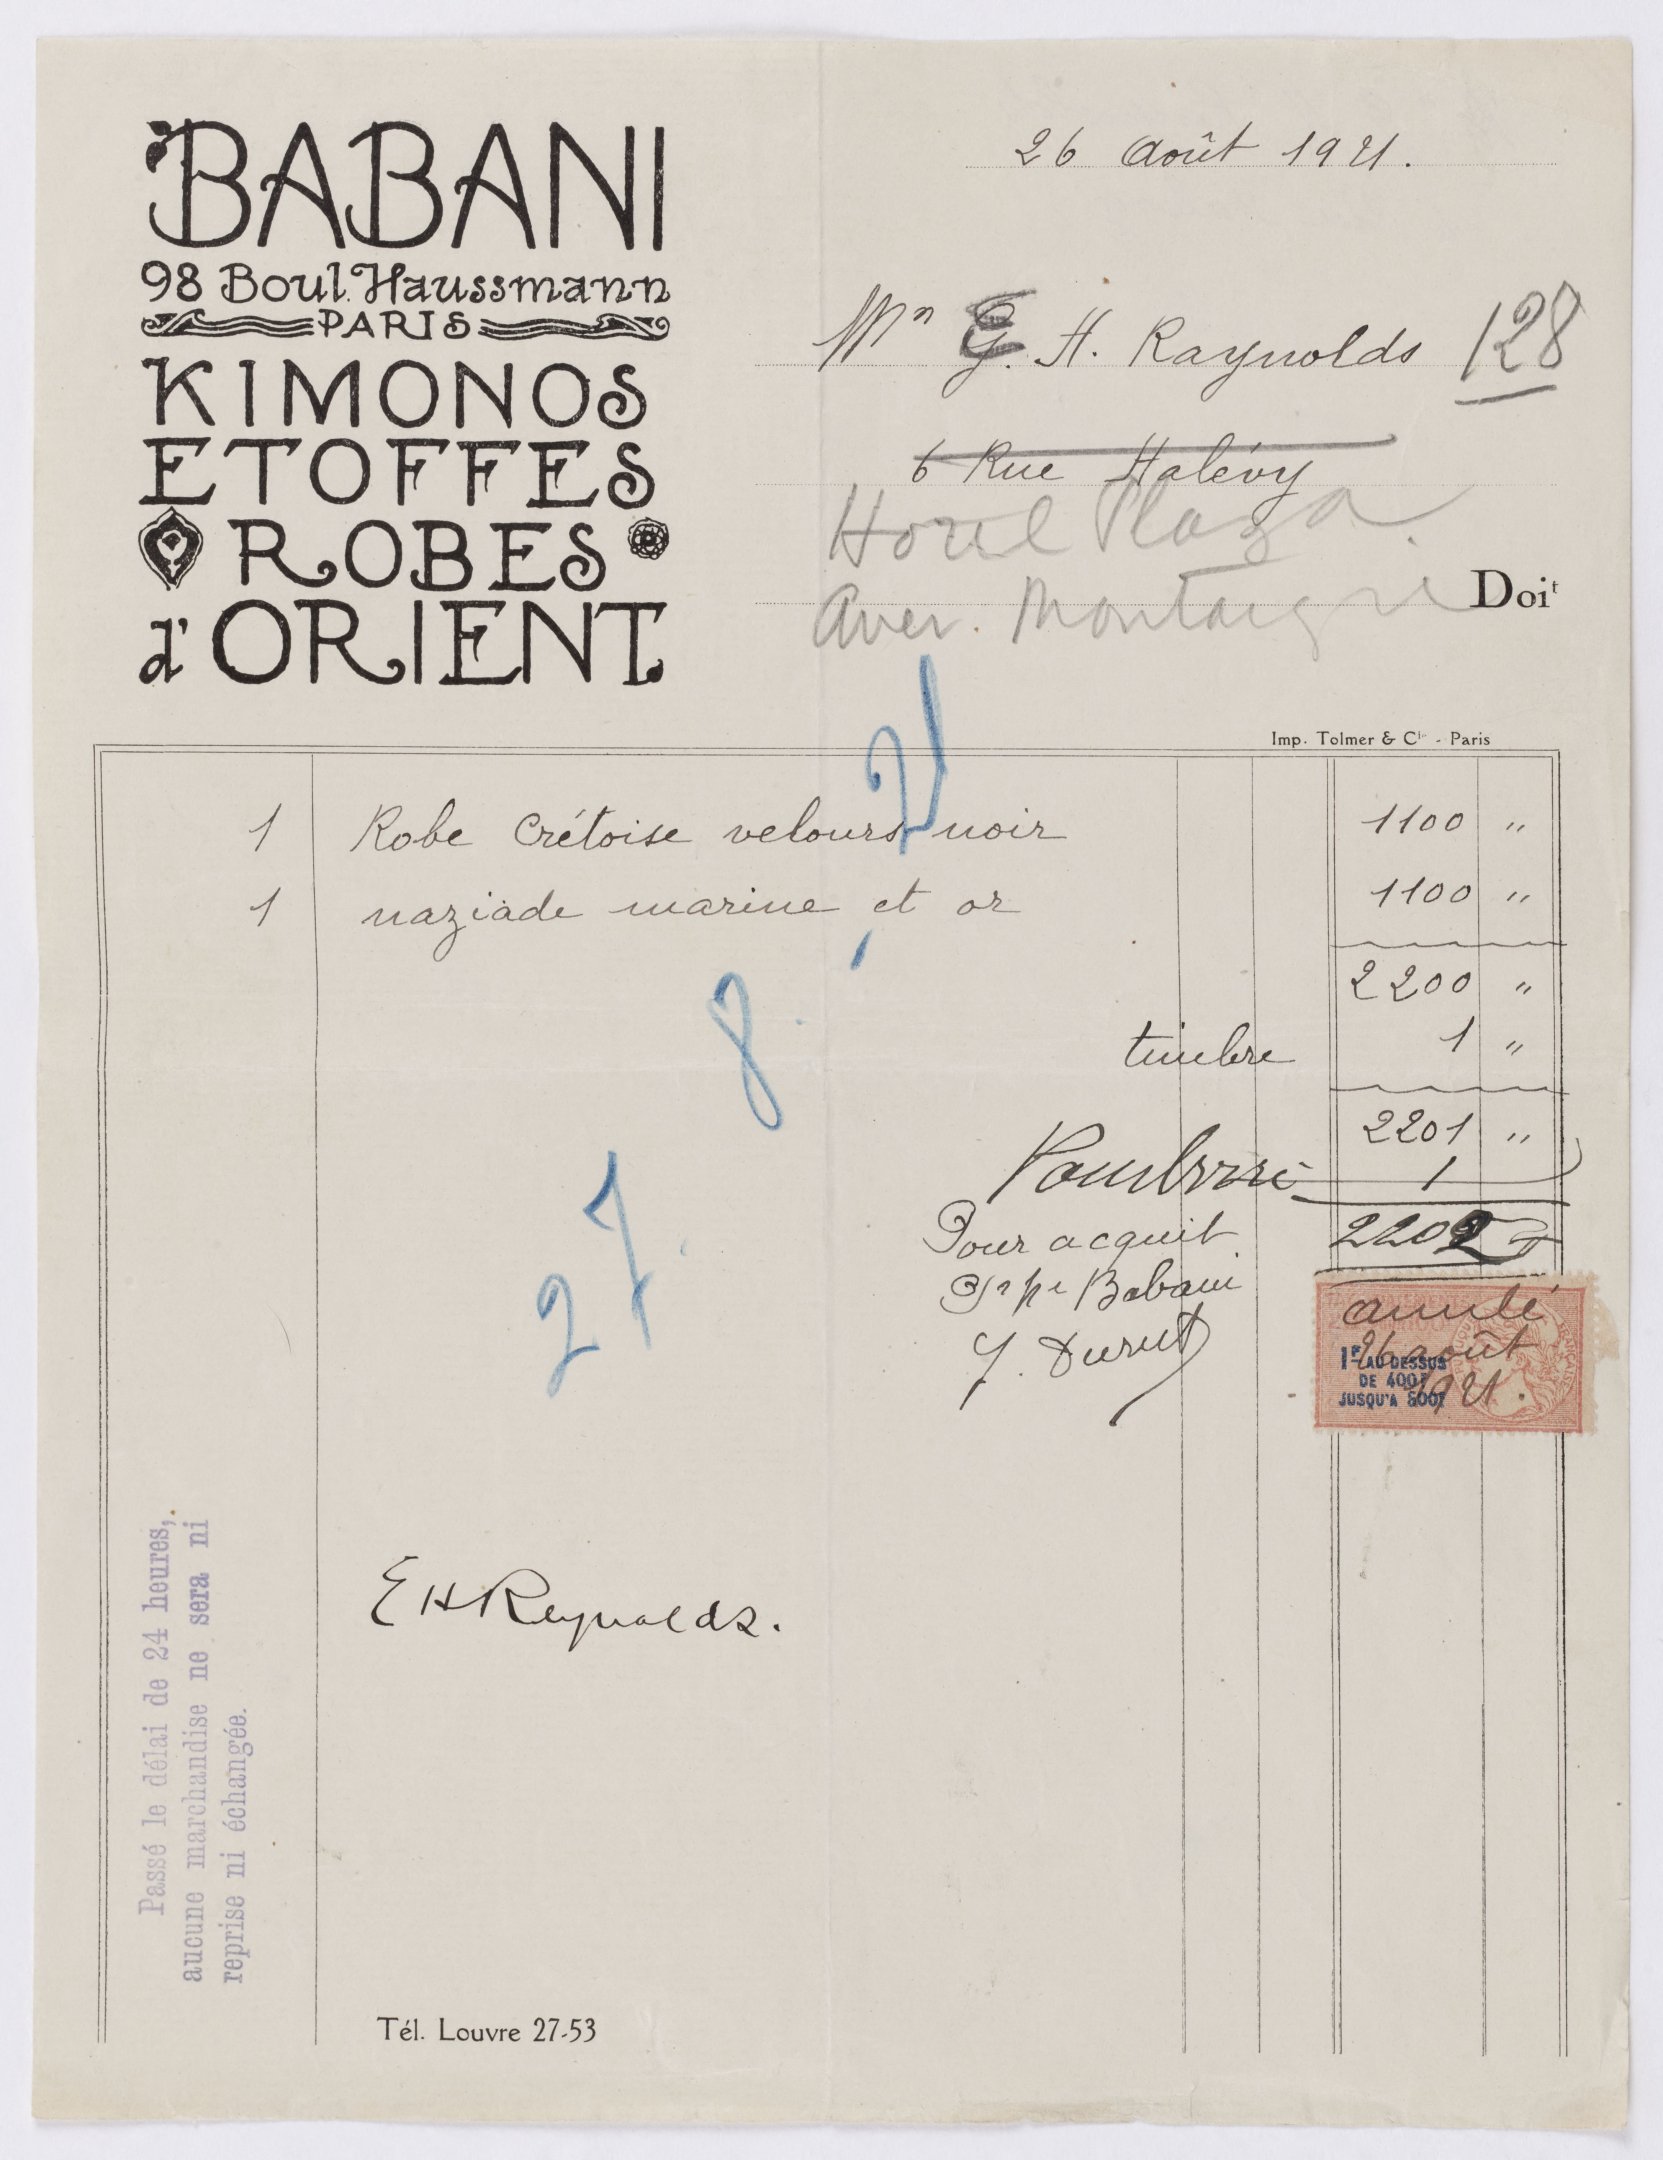 BABANI
98 Boul. Haussmann
PARIS
KIMONOS
ETOFFES
ROBES
d'ORIENT
26 Août 1921.
E. H. Raynolds 128
6 Rue Halévy
Hotel Plaza.
Aven. Montaigne
Doit
Imp. Tolmer & Cie - Paris
1 Robe Crétoise velours noir 1100 "
1 naziade marine et or 1100 "
2200 "
timbre 1 "
2201 "
1
Pour acquit 2202
Babani
annulé
26 août
1921.
1F AU DESSUS
DE 400F
JUSQU'A 500F
27. 8. 21
E H Reynolds.
Passé le délai de 24 heures,
aucune marchandise ne sera ni
reprise ni échangée.
Tél. Louvre 27-53